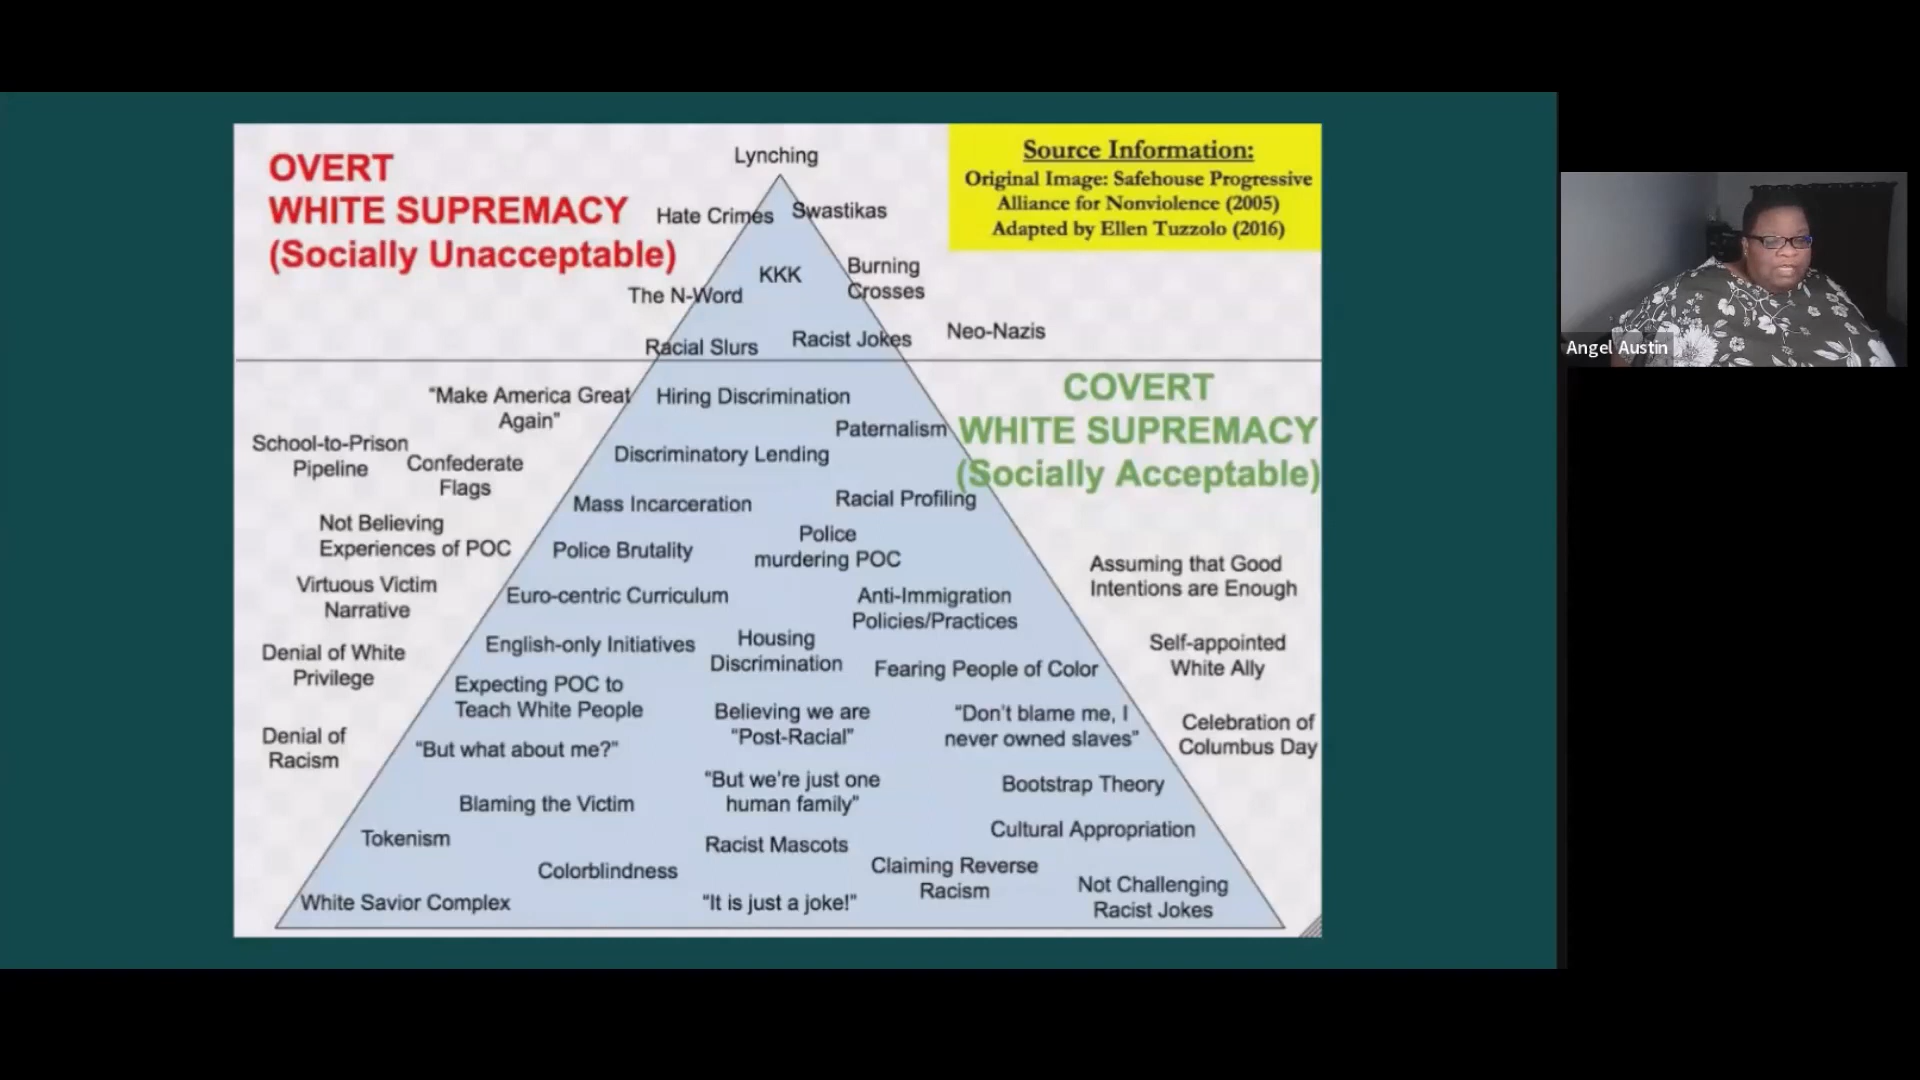 OVERT
WHITE SUPREMACY
(Socially Unacceptable)
Source Information:
Original Image: Safehouse Progressive
Alliance for Nonviolence (2005)
Adapted by Ellen Tuzzolo (2016)
Lynching
Hate Crimes
Swastikas
KKK
Burning
Crosses
The N-Word
Racial Slurs
Racist Jokes
Neo-Nazis
COVERT
WHITE SUPREMACY
(Socially Acceptable)
"Make America Great
Again"
Hiring Discrimination
Paternalism
School-to-Prison
Pipeline
Confederate
Flags
Discriminatory Lending
Mass Incarceration
Racial Profiling
Not Believing
Experiences of POC
Police Brutality
Police
murdering POC
Virtuous Victim
Narrative
Euro-centric Curriculum
Anti-Immigration
Policies/Practices
Assuming that Good
Intentions are Enough
Denial of White
Privilege
English-only Initiatives
Housing
Discrimination
Fearing People of Color
Self-appointed
White Ally
Expecting POC to
Teach White People
Believing we are
"Post-Racial"
"Don't blame me, I
never owned slaves"
Celebration of
Columbus Day
Denial of
Racism
"But what about me?"
"But we're just one
human family"
Bootstrap Theory
Blaming the Victim
Cultural Appropriation
Tokenism
Racist Mascots
Colorblindness
Claiming Reverse
Racism
Not Challenging
Racist Jokes
White Savior Complex
"It is just a joke!"
Angel Austin